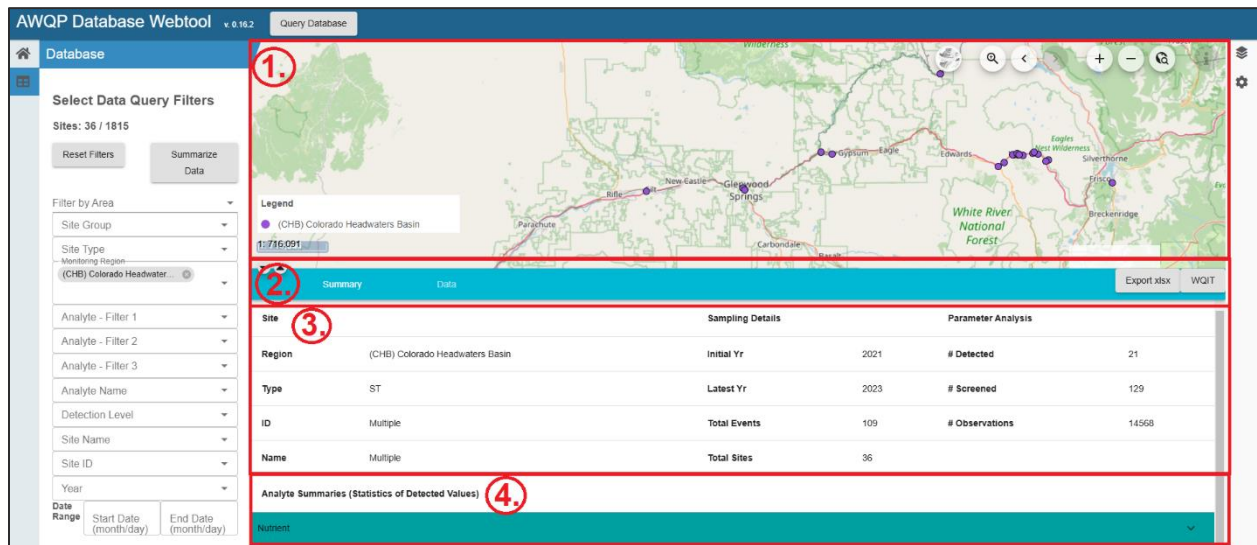 AWQP Database Webtool v. 0.16.2 Query Database
Database
Select Data Query Filters
Sites: 36 / 1815
Reset Filters
Summarize
Data
Filter by Area
Site Group
Site Type
Monitoring Region
(CHB) Colorado Headwater...
Analyte - Filter 1
Analyte - Filter 2
Analyte - Filter 3
Analyte Name
Detection Level
Site Name
Site ID
Year
Date
Range
Start Date
(month/day)
End Date
(month/day)
1.
Wilderness
Gypsum
Eagle
Edwards
Eagles
Nest Wilderness
Silverthorne
Frisco
Breckenridge
New Castle
Glenwood
Springs
Rifle
Silt
Parachute
Carbondale
Basalt
White River
National
Forest
Legend
(CHB) Colorado Headwaters Basin
1: 716,091
2.
Summary
Data
Export xlsx
WQIT
3.
Site Sampling Details Parameter Analysis
Region (CHB) Colorado Headwaters Basin Initial Yr 2021 # Detected 21
Type ST Latest Yr 2023 # Screened 129
ID Multiple Total Events 109 # Observations 14568
Name Multiple Total Sites 36
Analyte Summaries (Statistics of Detected Values)
4.
Nutrient